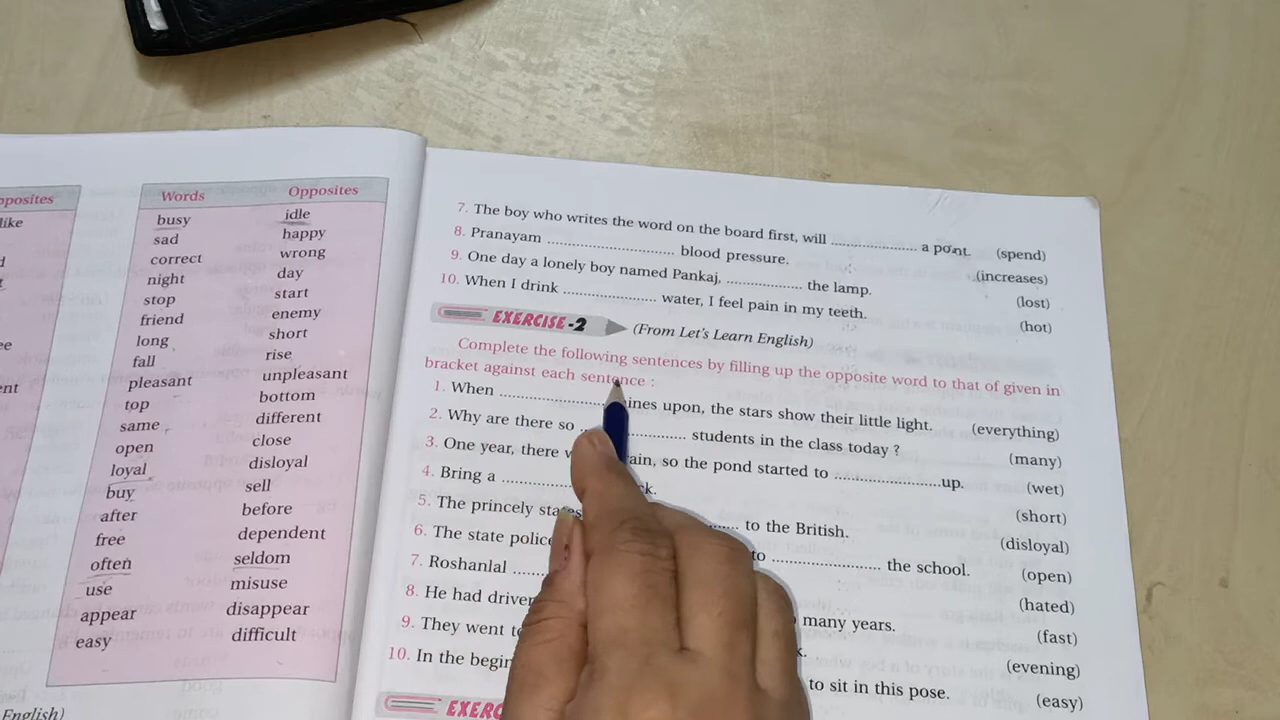 pposites
like
ent
English)
Words Opposites
busy idle
sad happy
correct wrong
night day
stop start
friend enemy
long short
fall rise
pleasant unpleasant
top bottom
same different
open close
loyal disloyal
buy sell
after before
free dependent
often seldom
use misuse
appear disappear
easy difficult
7. The boy who writes the word on the board first, will .................... a point. (spend)
8. Pranayam .............................. blood pressure. (increases)
9. One day a lonely boy named Pankaj, .................. the lamp. (lost)
10. When I drink ...................... water, I feel pain in my teeth. (hot)
EXERCISE-2 (From Let's Learn English)
Complete the following sentences by filling up the opposite word to that of given in
bracket against each sentence :
1. When ......................... ines upon, the stars show their little light. (everything)
2. Why are there so .................... students in the class today ? (many)
3. One year, there ain, so the pond started to .........................up. (wet)
4. Bring a ................ ck. (short)
5. The princely states ....... to the British. (disloyal)
6. The state police to ......................... the school. (open)
7. Roshanlal ....... (hated)
8. He had driven many years. (fast)
9. They went to k. (evening)
10. In the begin to sit in this pose. (easy)
EXERC